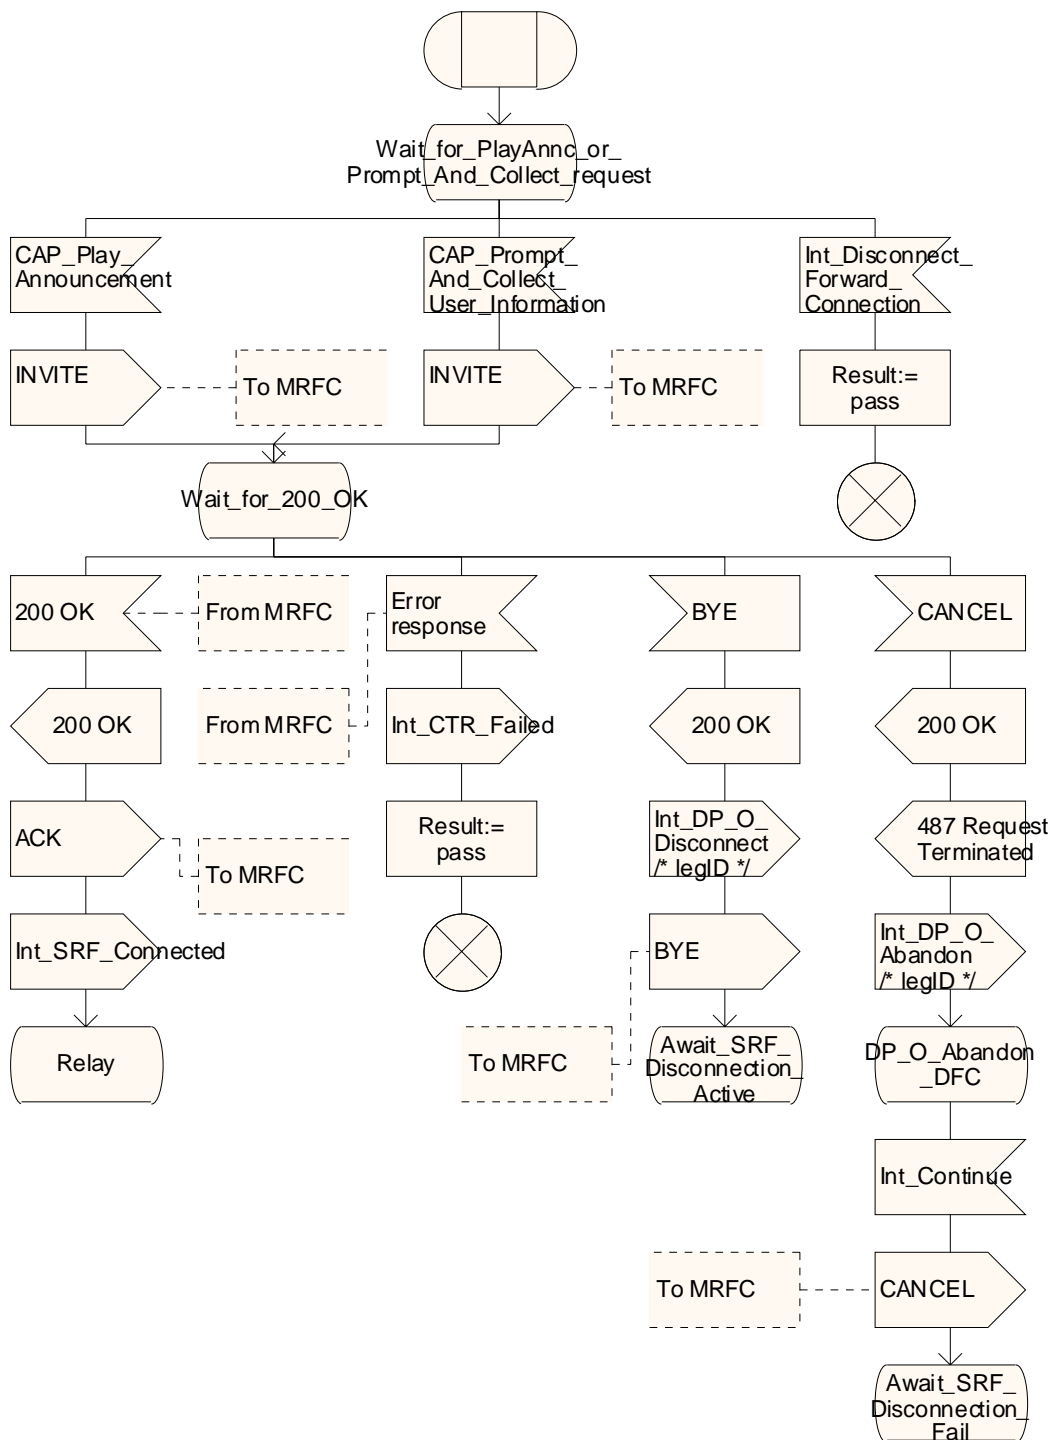 Wait_for_PlayAnnc_or_
Prompt_And_Collect_request
CAP_Play_
Announcement
CAP_Prompt_
And_Collect_
User_Information
Int_Disconnect_
Forward_
Connection
INVITE
To MRFC
INVITE
To MRFC
Result:=
pass
Wait_for_200_OK
200 OK
From MRFC
Error
response
BYE
CANCEL
200 OK
From MRFC
Int_CTR_Failed
200 OK
200 OK
ACK
To MRFC
Result:=
pass
Int_DP_O_
Disconnect
/* legID */
487 Request
Terminated
Int_SRF_Connected
BYE
Int_DP_O_
Abandon
/* legID */
Relay
To MRFC
Await_SRF_
Disconnection_
Active
DP_O_Abandon
_DFC
Int_Continue
To MRFC
CANCEL
Await_SRF_
Disconnection_
Fail